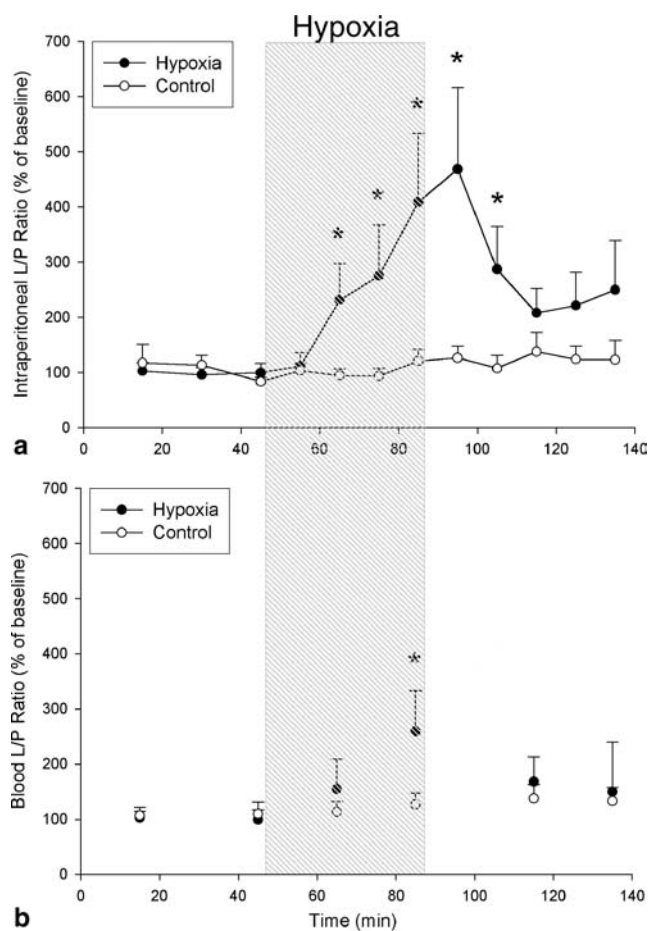 Hypoxia
700
600
500
400
300
200
100
0
Intraperitoneal L/P Ratio (% of baseline)
Hypoxia
Control
*
*
*
*
*
0 20 40 60 80 100 120 140
a
700
600
500
400
300
200
100
0
Blood L/P Ratio (% of baseline)
Hypoxia
Control
*
0 20 40 60 80 100 120 140
Time (min)
b